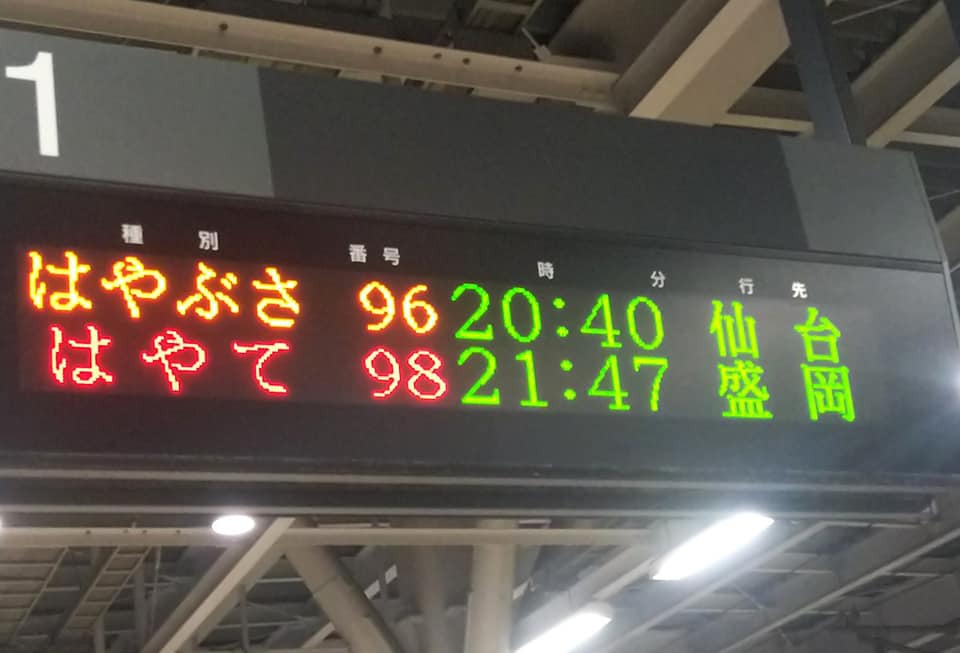 1
種別 番号 時 分 行先
はやぶさ 96 20:40 仙台
はやて 98 21:47 盛岡